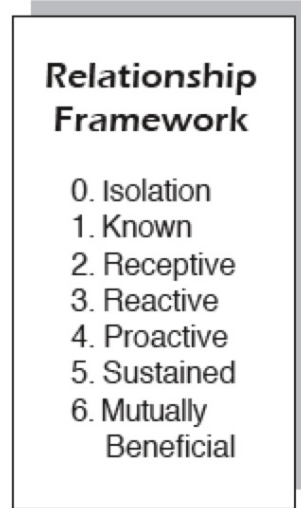 Relationship
Framework
0. Isolation
1. Known
2. Receptive
3. Reactive
4. Proactive
5. Sustained
6. Mutually
Beneficial